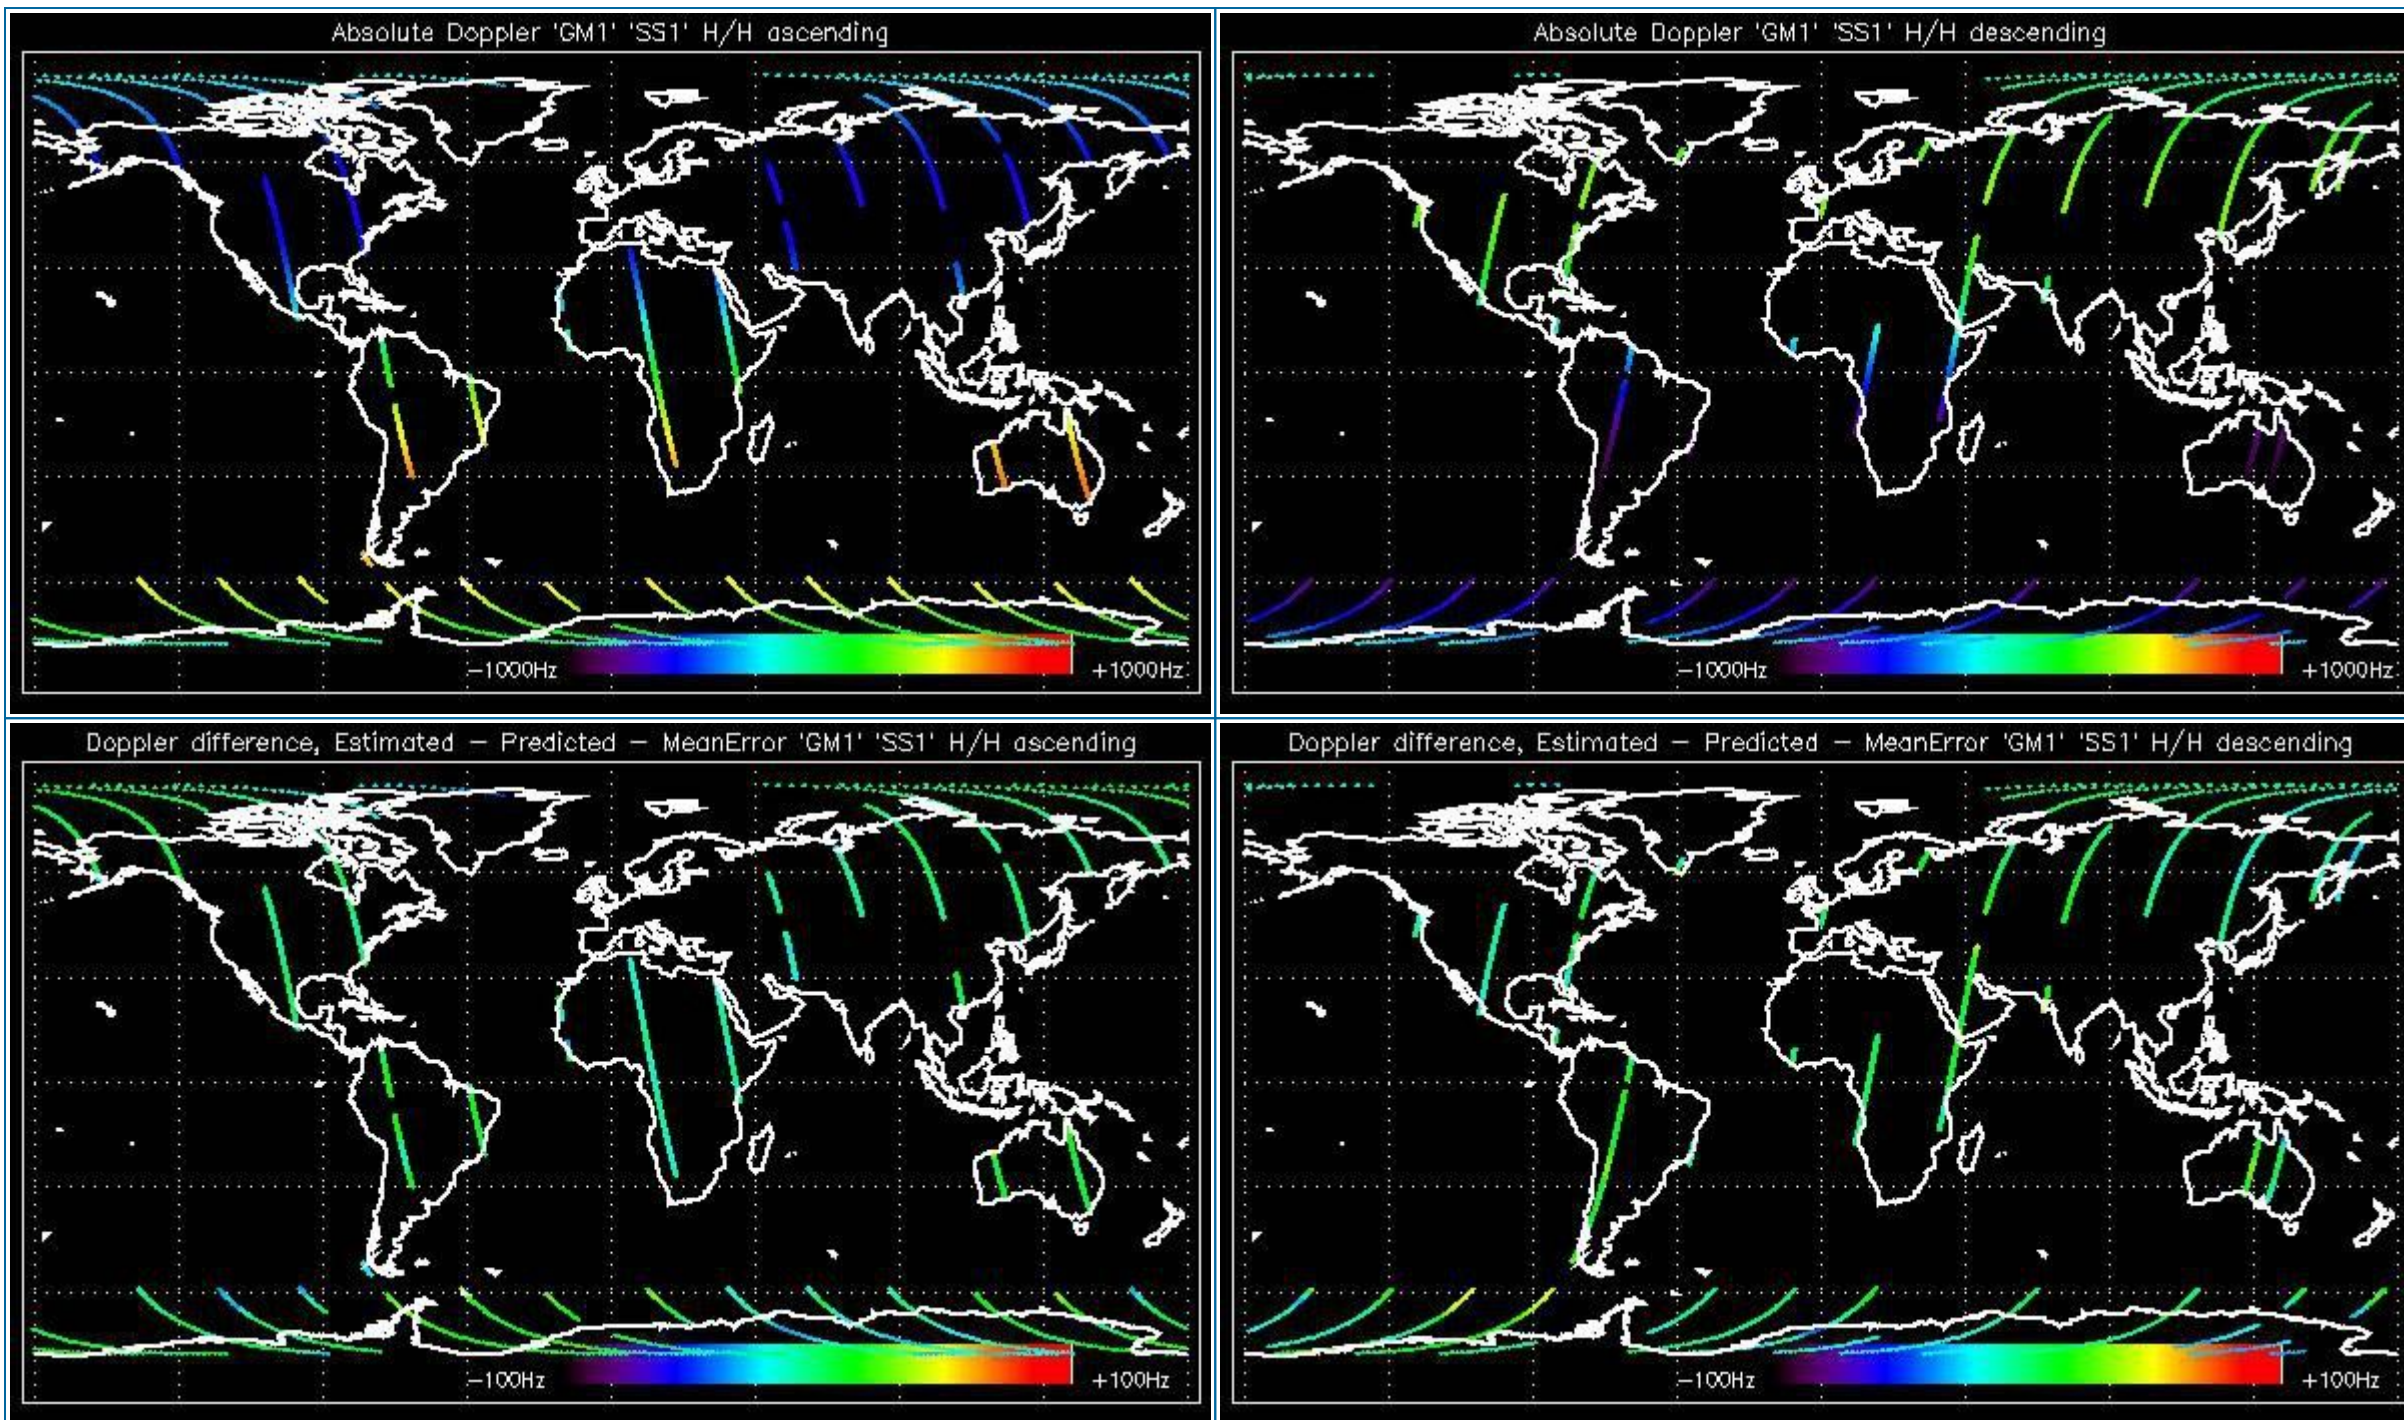 Absolute Doppler 'GM1' 'SS1' H/H ascending
-1000Hz +1000Hz
Absolute Doppler 'GM1' 'SS1' H/H descending
-1000Hz +1000Hz
Doppler difference, Estimated - Predicted - MeanError 'GM1' 'SS1' H/H ascending
-100Hz +100Hz
Doppler difference, Estimated - Predicted - MeanError 'GM1' 'SS1' H/H descending
-100Hz +100Hz